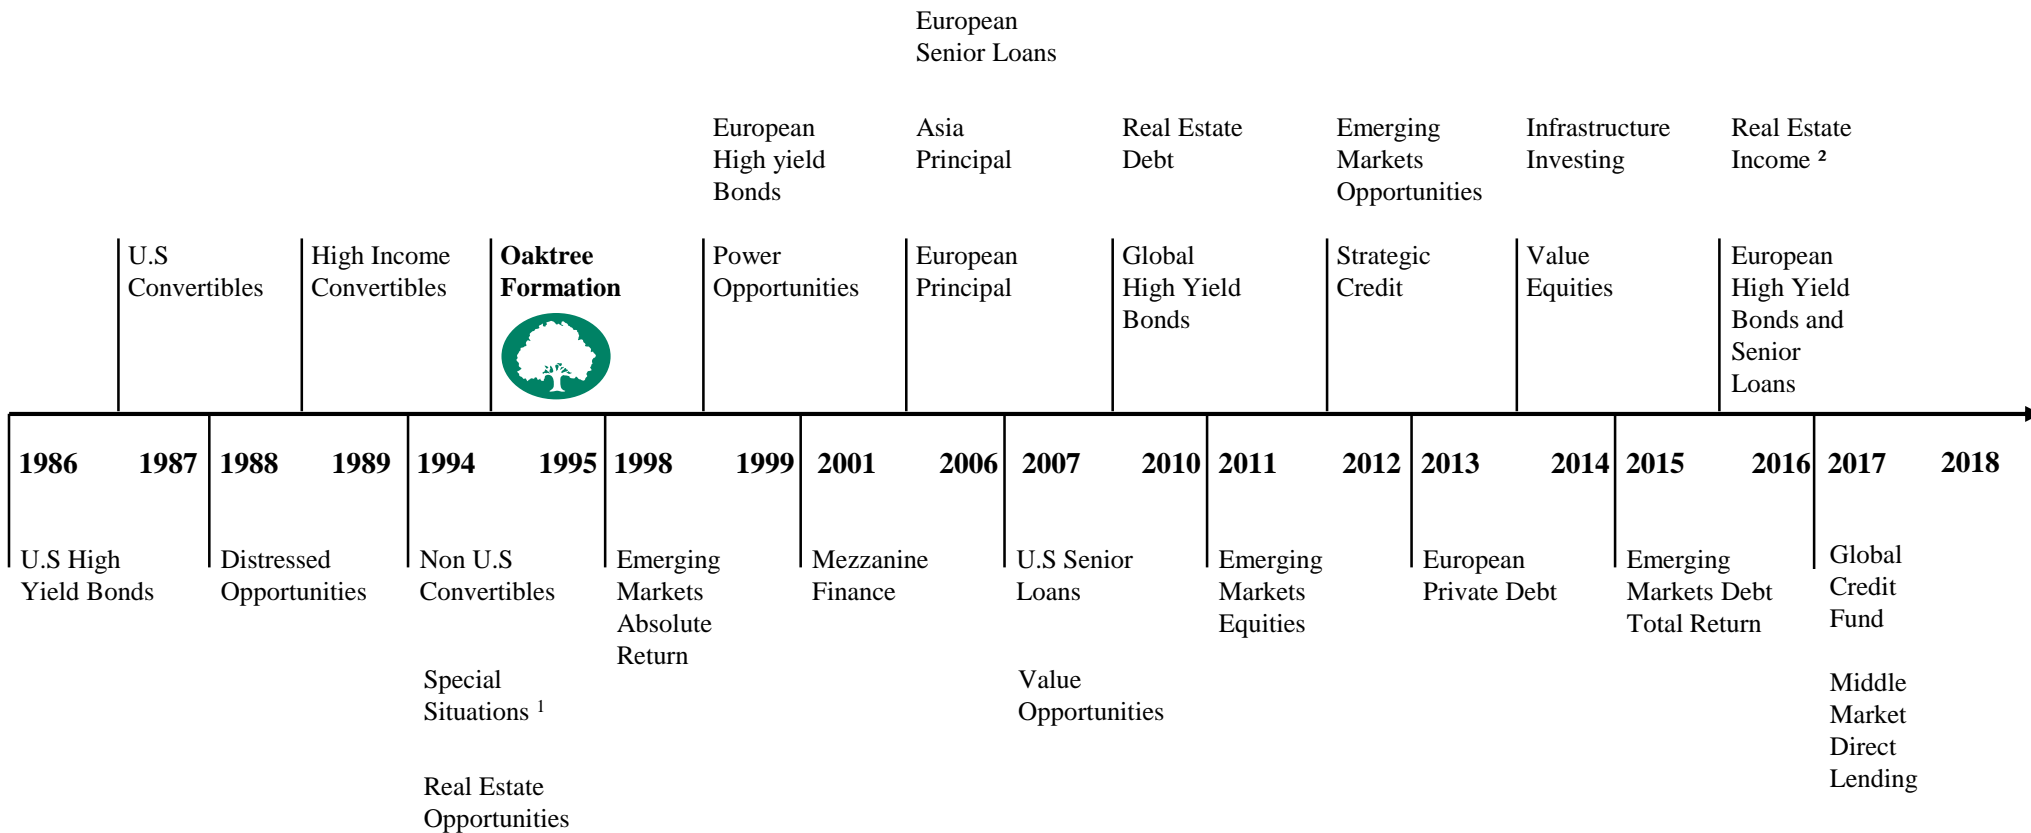 European
Senior Loans
European
High yield
Bonds
Asia
Principal
Real Estate
Debt
Emerging
Markets
Opportunities
Infrastructure
Investing
Real Estate
Income ²
U.S
Convertibles
High Income
Convertibles
Oaktree
Formation
Power
Opportunities
European
Principal
Global
High Yield
Bonds
Strategic
Credit
Value
Equities
European
High Yield
Bonds and
Senior
Loans
1986 1987 1988 1989 1994 1995 1998 1999 2001 2006 2007 2010 2011 2012 2013 2014 2015 2016 2017 2018
U.S High
Yield Bonds
Distressed
Opportunities
Non U.S
Convertibles
Emerging
Markets
Absolute
Return
Mezzanine
Finance
U.S Senior
Loans
Emerging
Markets
Equities
European
Private Debt
Emerging
Markets Debt
Total Return
Global
Credit
Fund
Special
Situations ¹
Value
Opportunities
Middle
Market
Direct
Lending
Real Estate
Opportunities